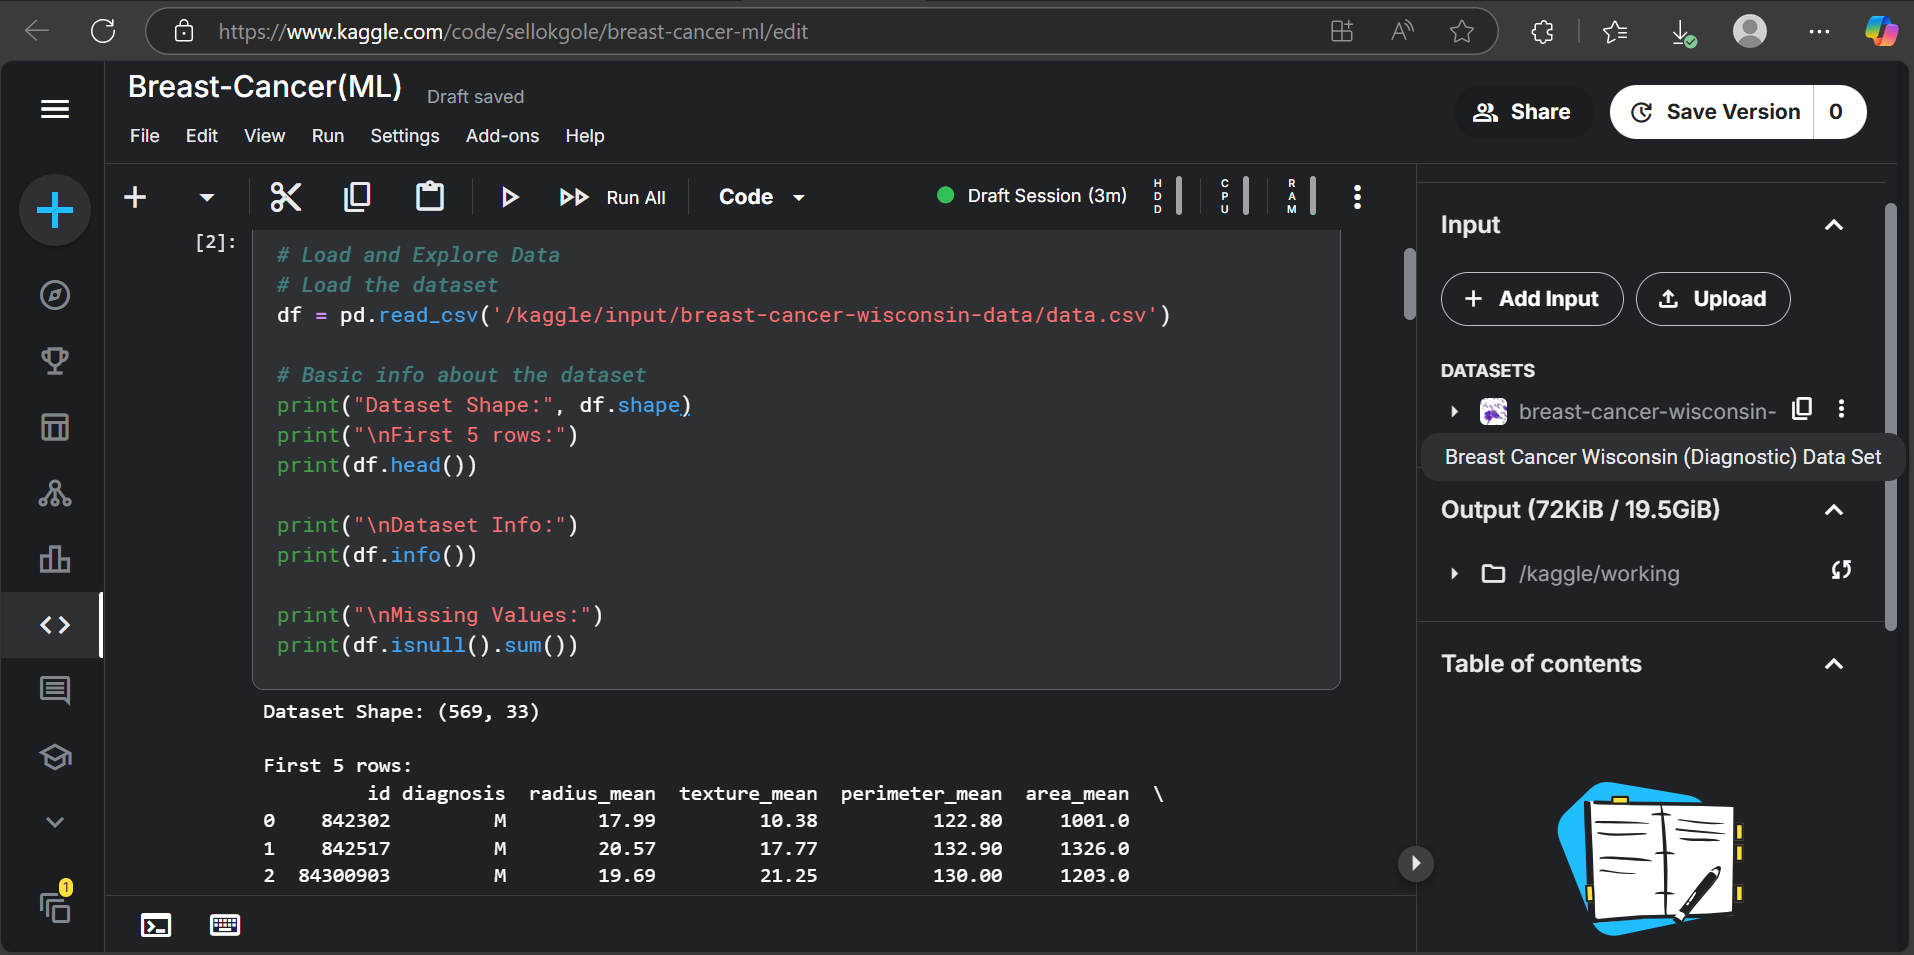 https://www.kaggle.com/code/sellokgole/breast-cancer-ml/edit
Breast-Cancer(ML) Draft saved
File Edit View Run Settings Add-ons Help
Share
Save Version 0
Run All
Code
Draft Session (3m)
HDD
CPU
RAM
[2]:
# Load and Explore Data
# Load the dataset
df = pd.read_csv('/kaggle/input/breast-cancer-wisconsin-data/data.csv')
# Basic info about the dataset
print("Dataset Shape:", df.shape)
print("\nFirst 5 rows:")
print(df.head())
print("\nDataset Info:")
print(df.info())
print("\nMissing Values:")
print(df.isnull().sum())
Dataset Shape: (569, 33)
First 5 rows:
id diagnosis radius_mean texture_mean perimeter_mean area_mean \
0 842302 M 17.99 10.38 122.80 1001.0
1 842517 M 20.57 17.77 132.90 1326.0
2 84300903 M 19.69 21.25 130.00 1203.0
Input
Add Input
Upload
DATASETS
breast-cancer-wisconsin-
Breast Cancer Wisconsin (Diagnostic) Data Set
Output (72KiB / 19.5GiB)
/kaggle/working
Table of contents
1